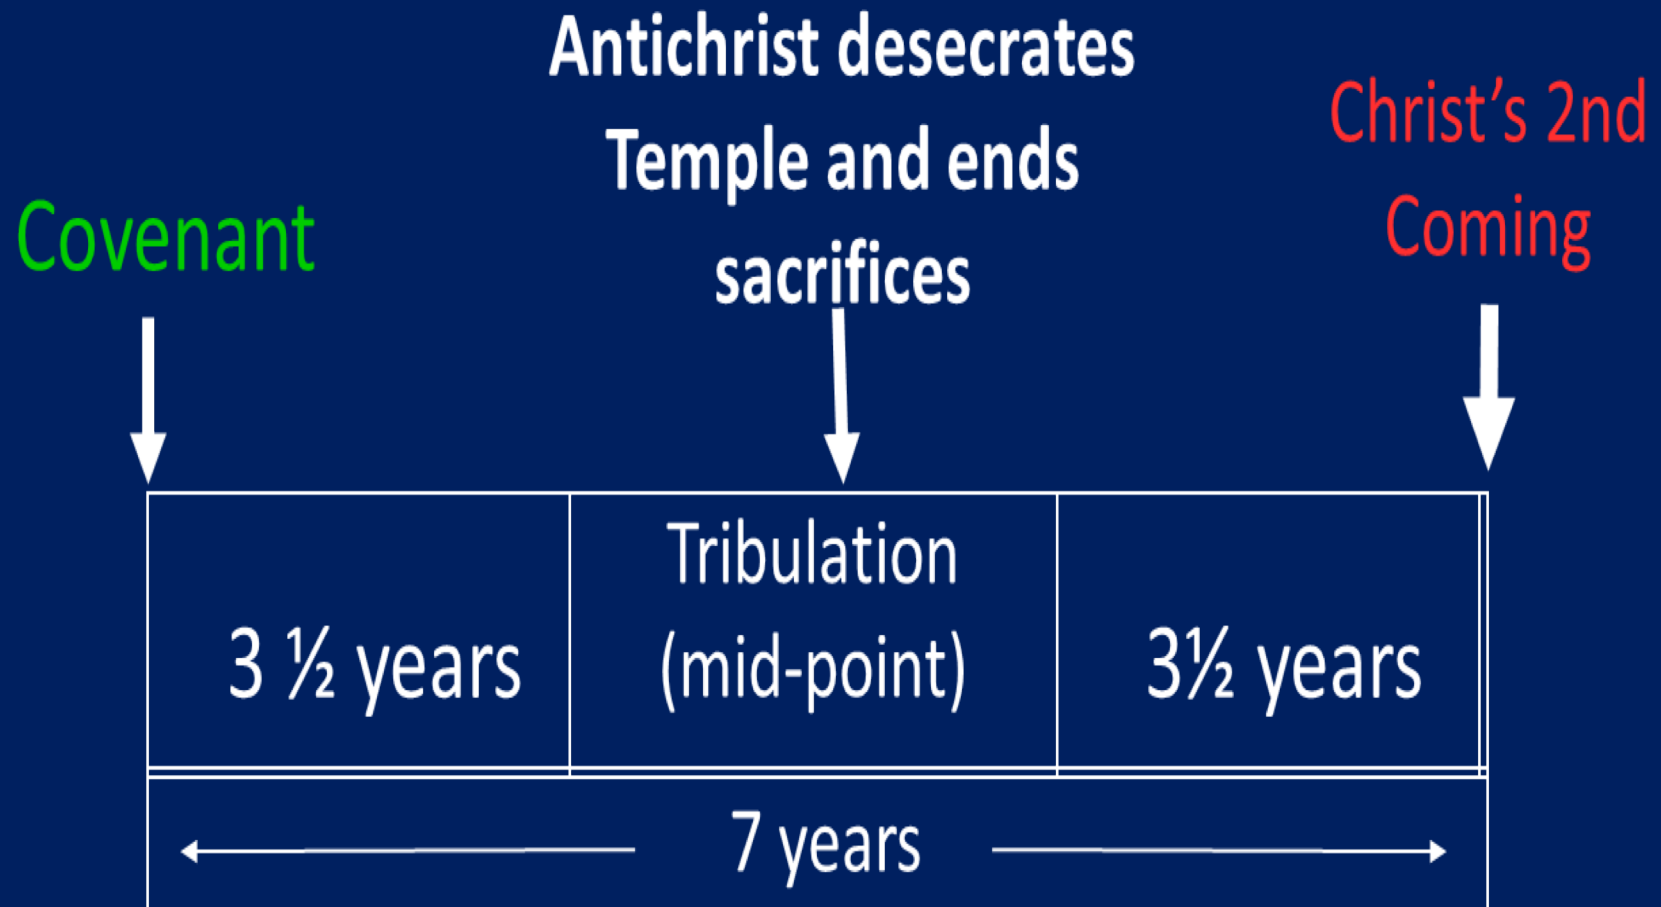 Antichrist desecrates
Temple and ends
sacrifices
Christ’s 2nd
Coming
Covenant
3 ½ years
Tribulation
(mid-point)
3½ years
7 years